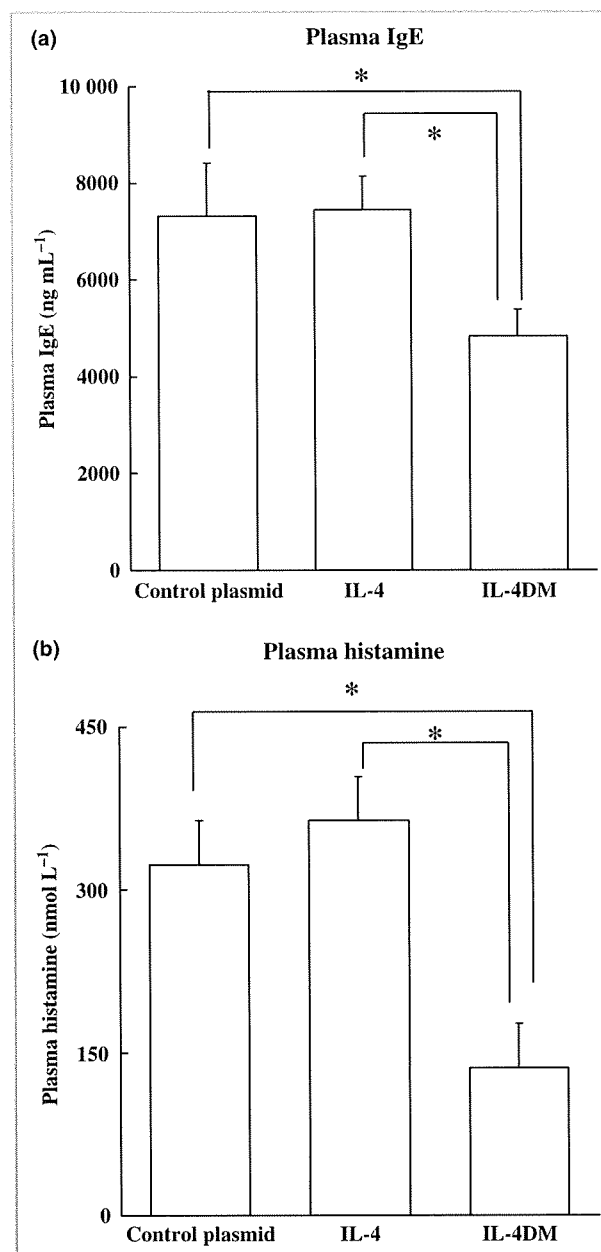 (a) Plasma IgE
*
*
10 000
8000
6000
4000
2000
0
Plasma IgE (ng mL⁻¹)
Control plasmid IL-4 IL-4DM
(b) Plasma histamine
*
*
450
300
150
0
Plasma histamine (nmol L⁻¹)
Control plasmid IL-4 IL-4DM